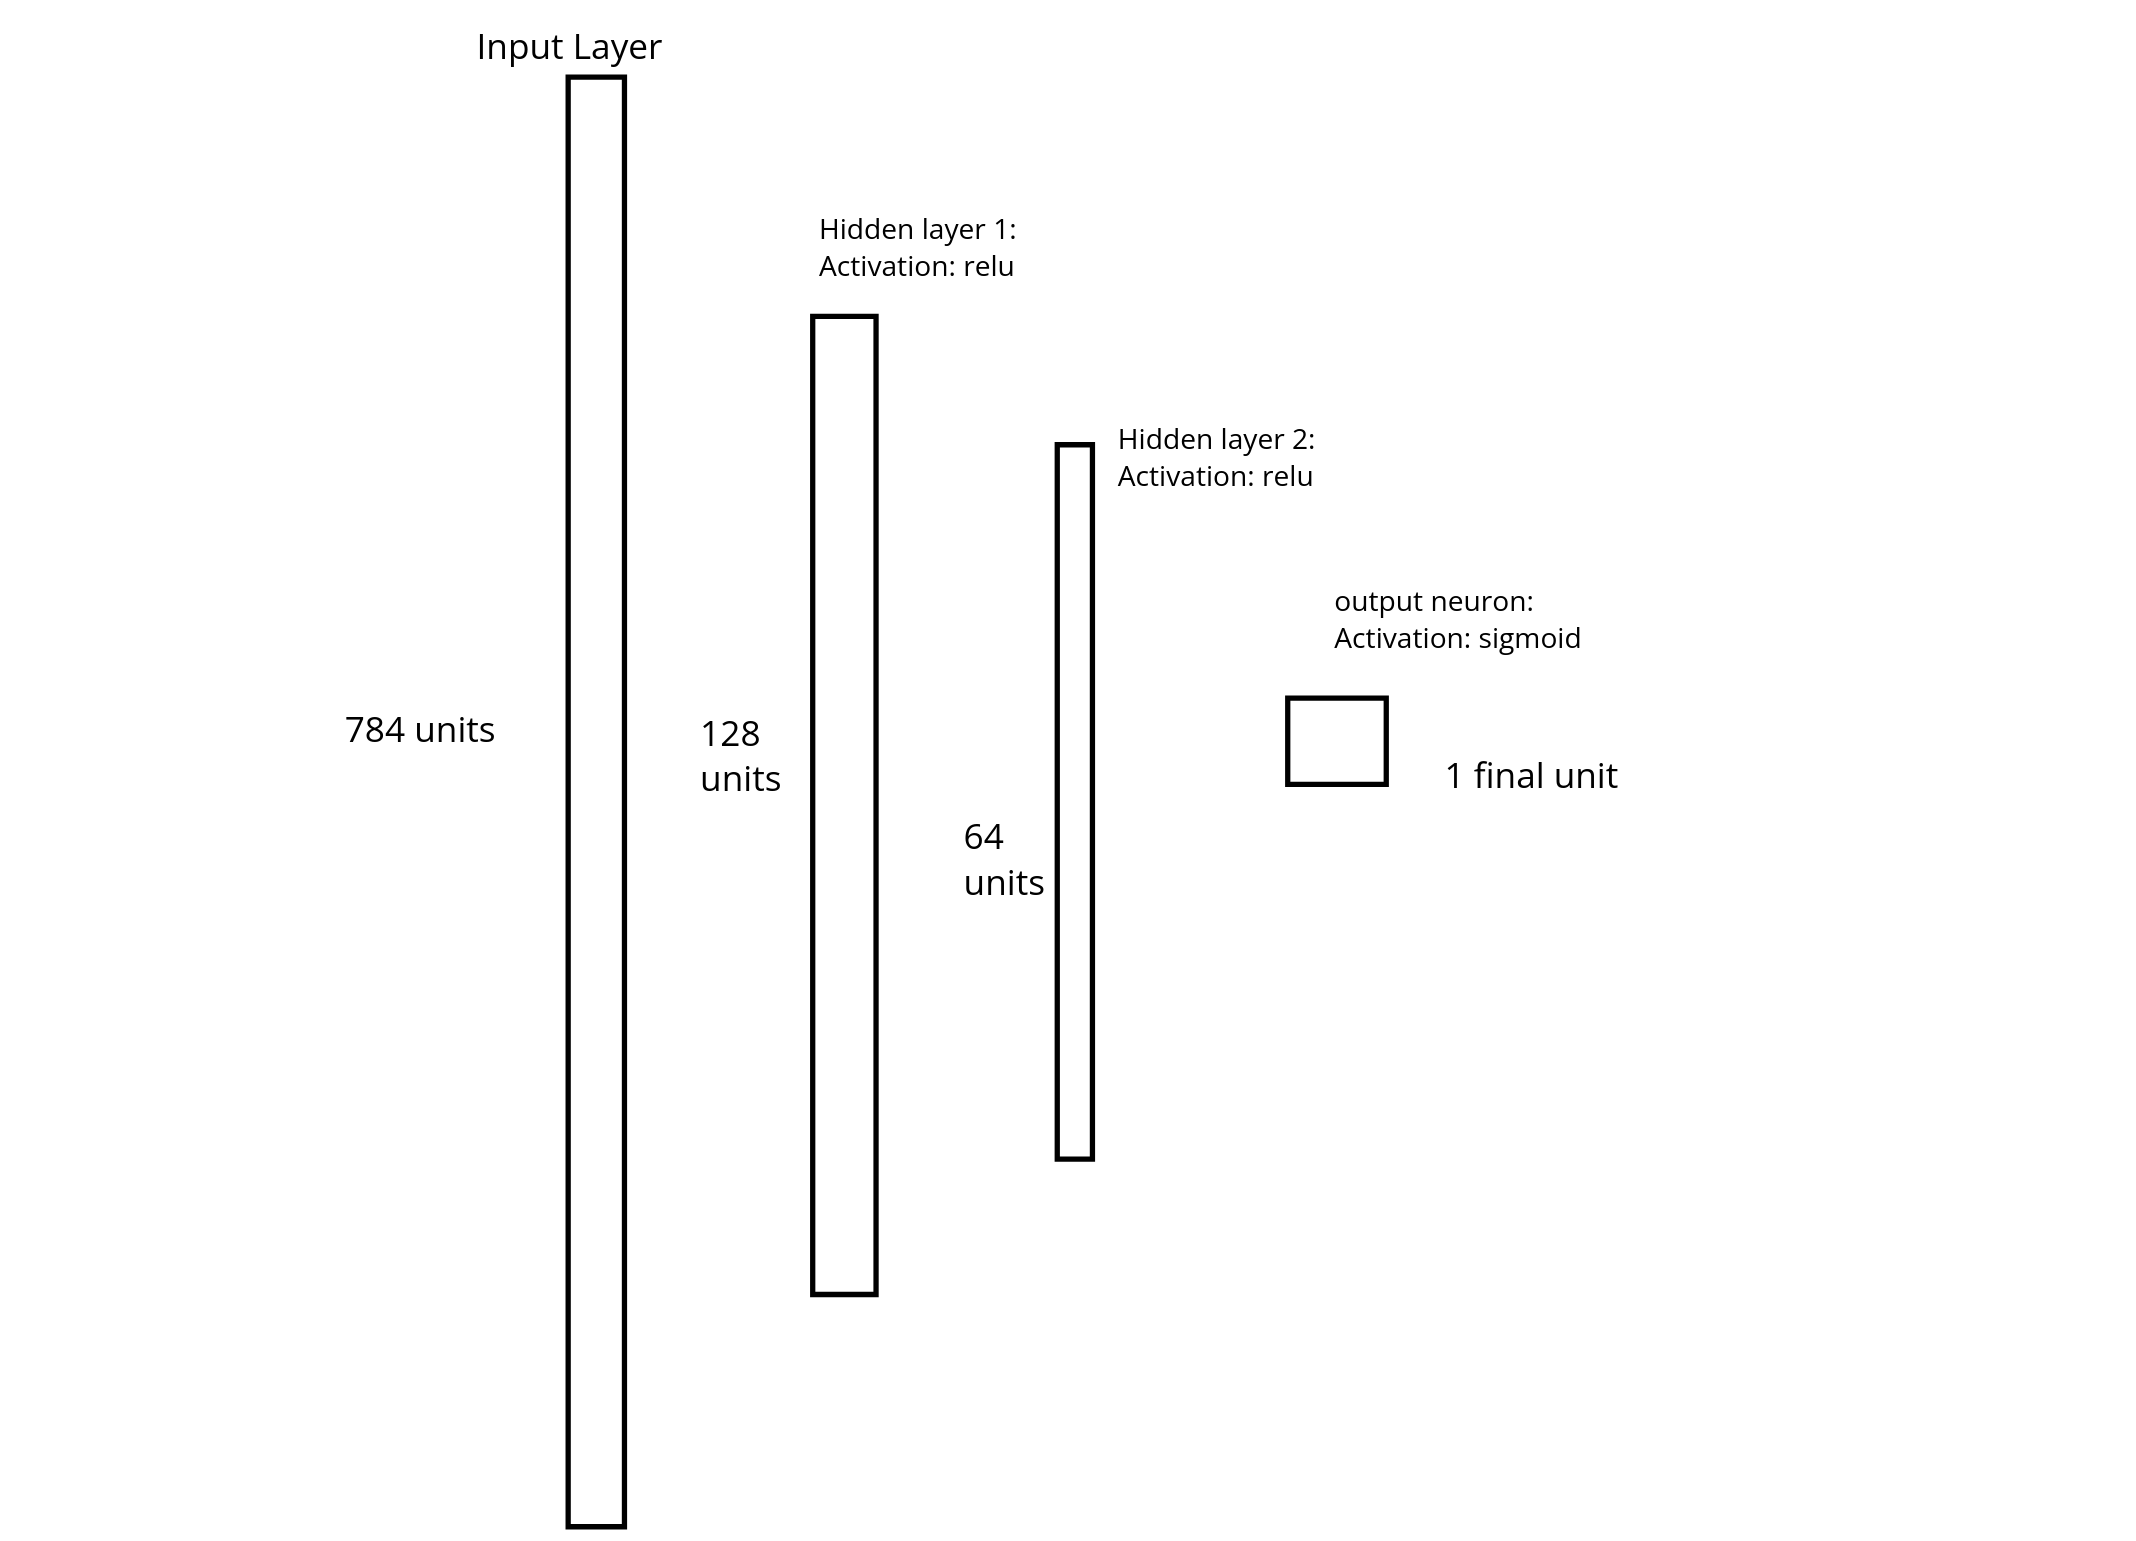 Input Layer
Hidden layer 1:
Activation: relu
Hidden layer 2:
Activation: relu
output neuron:
Activation: sigmoid
784 units
128
units
64
units
1 final unit